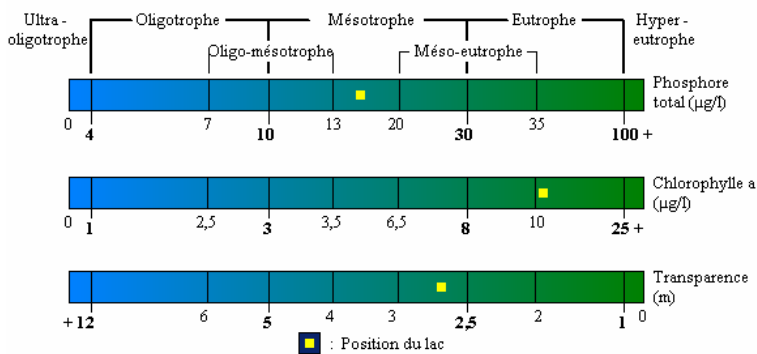 Ultra-
oligotrophe
Oligotrophe
Mésotrophe
Eutrophe
Hyper-
eutrophe
Oligo-mésotrophe
Méso-eutrophe
Phosphore
total (µg/l)
0 4 7 10 13 20 30 35 100 +
Chlorophylle a
(µg/l)
0 1 2,5 3 3,5 6,5 8 10 25 +
Transparence
(m)
+12 6 5 4 3 2,5 2 1 0
: Position du lac